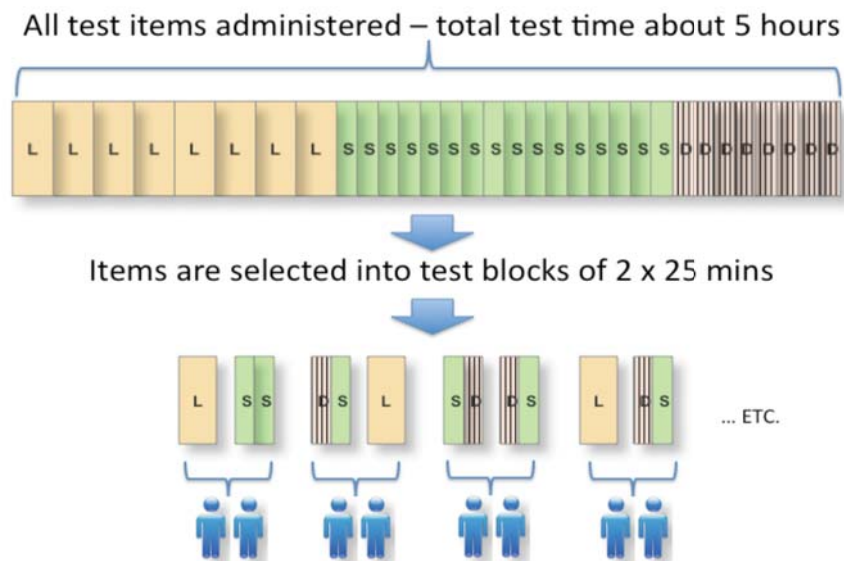 All test items administered – total test time about 5 hours
L L L L L L L L S S S S S S S S S S S S S S S S D D D D D D D D
Items are selected into test blocks of 2 x 25 mins
L S S D S L S D D S L D S ... ETC.